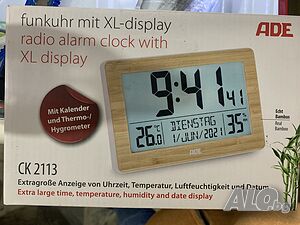 funkuhr mit XL-display
radio alarm clock with
XL display
ADE
Mit Kalender
und Thermo-/
Hygrometer
9:41 41
26.0 °C
DIENSTAG
1/JUN/2021
35%
ADE
Echt
Bambus
Real
Bamboo
CK 2113
Extragroße Anzeige von Uhrzeit, Temperatur, Luftfeuchtigkeit und Datum
Extra large time, temperature, humidity and date display
ALO.bg